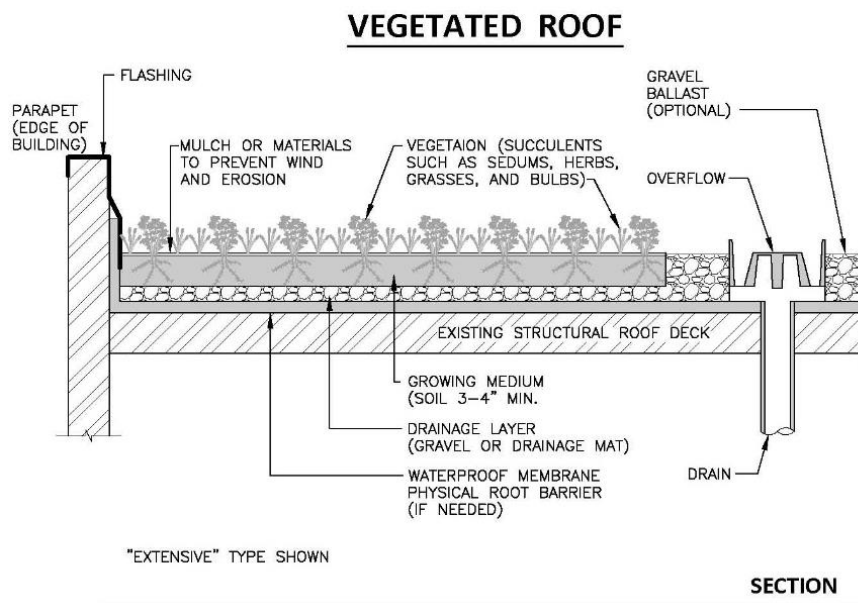 VEGETATED ROOF
FLASHING
PARAPET
(EDGE OF
BUILDING)
MULCH OR MATERIALS
TO PREVENT WIND
AND EROSION
VEGETAION (SUCCULENTS
SUCH AS SEDUMS, HERBS,
GRASSES, AND BULBS)
GRAVEL
BALLAST
(OPTIONAL)
OVERFLOW
EXISTING STRUCTURAL ROOF DECK
GROWING MEDIUM
(SOIL 3-4" MIN.
DRAINAGE LAYER
(GRAVEL OR DRAINAGE MAT)
WATERPROOF MEMBRANE
PHYSICAL ROOT BARRIER
(IF NEEDED)
DRAIN
"EXTENSIVE" TYPE SHOWN
SECTION